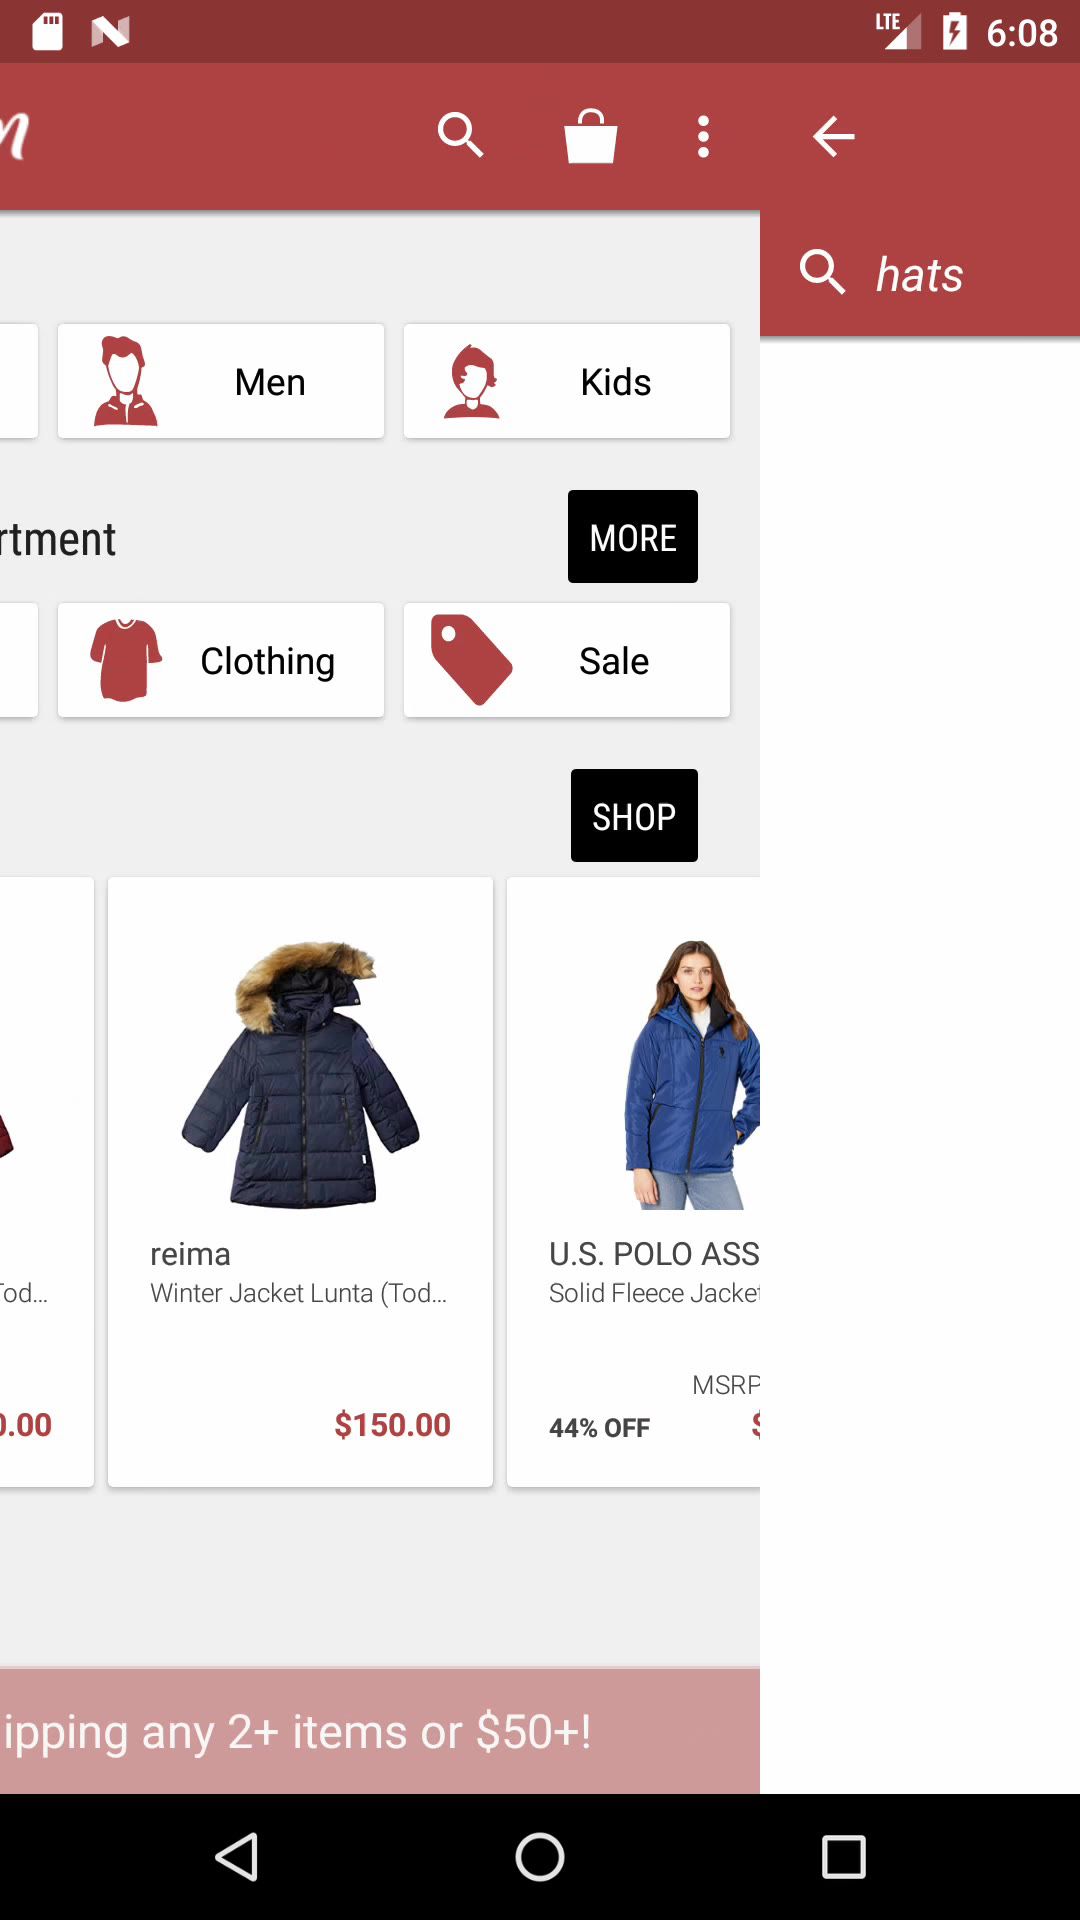 LTE 6:08
n
hats
Men
Kids
rtment
MORE
Clothing
Sale
SHOP
reima
U.S. POLO ASS
Tod...
Winter Jacket Lunta (Tod...
Solid Fleece Jacket
MSRP
0.00
$150.00
44% OFF
$
ipping any 2+ items or $50+!